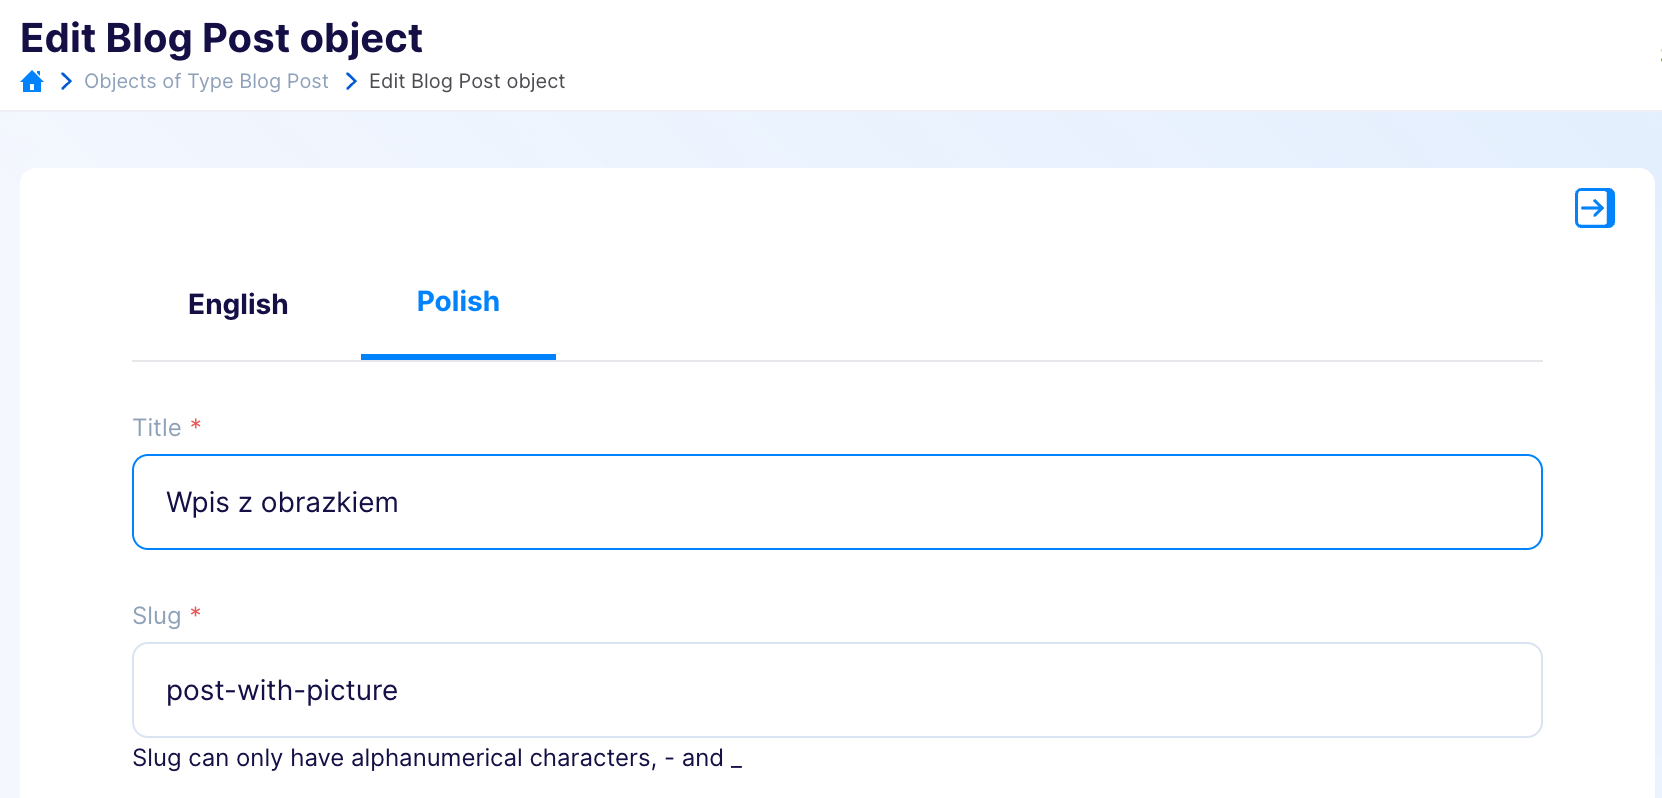 Edit Blog Post object
Objects of Type Blog Post Edit Blog Post object
English Polish
Title *
Wpis z obrazkiem
Slug *
post-with-picture
Slug can only have alphanumerical characters, - and _